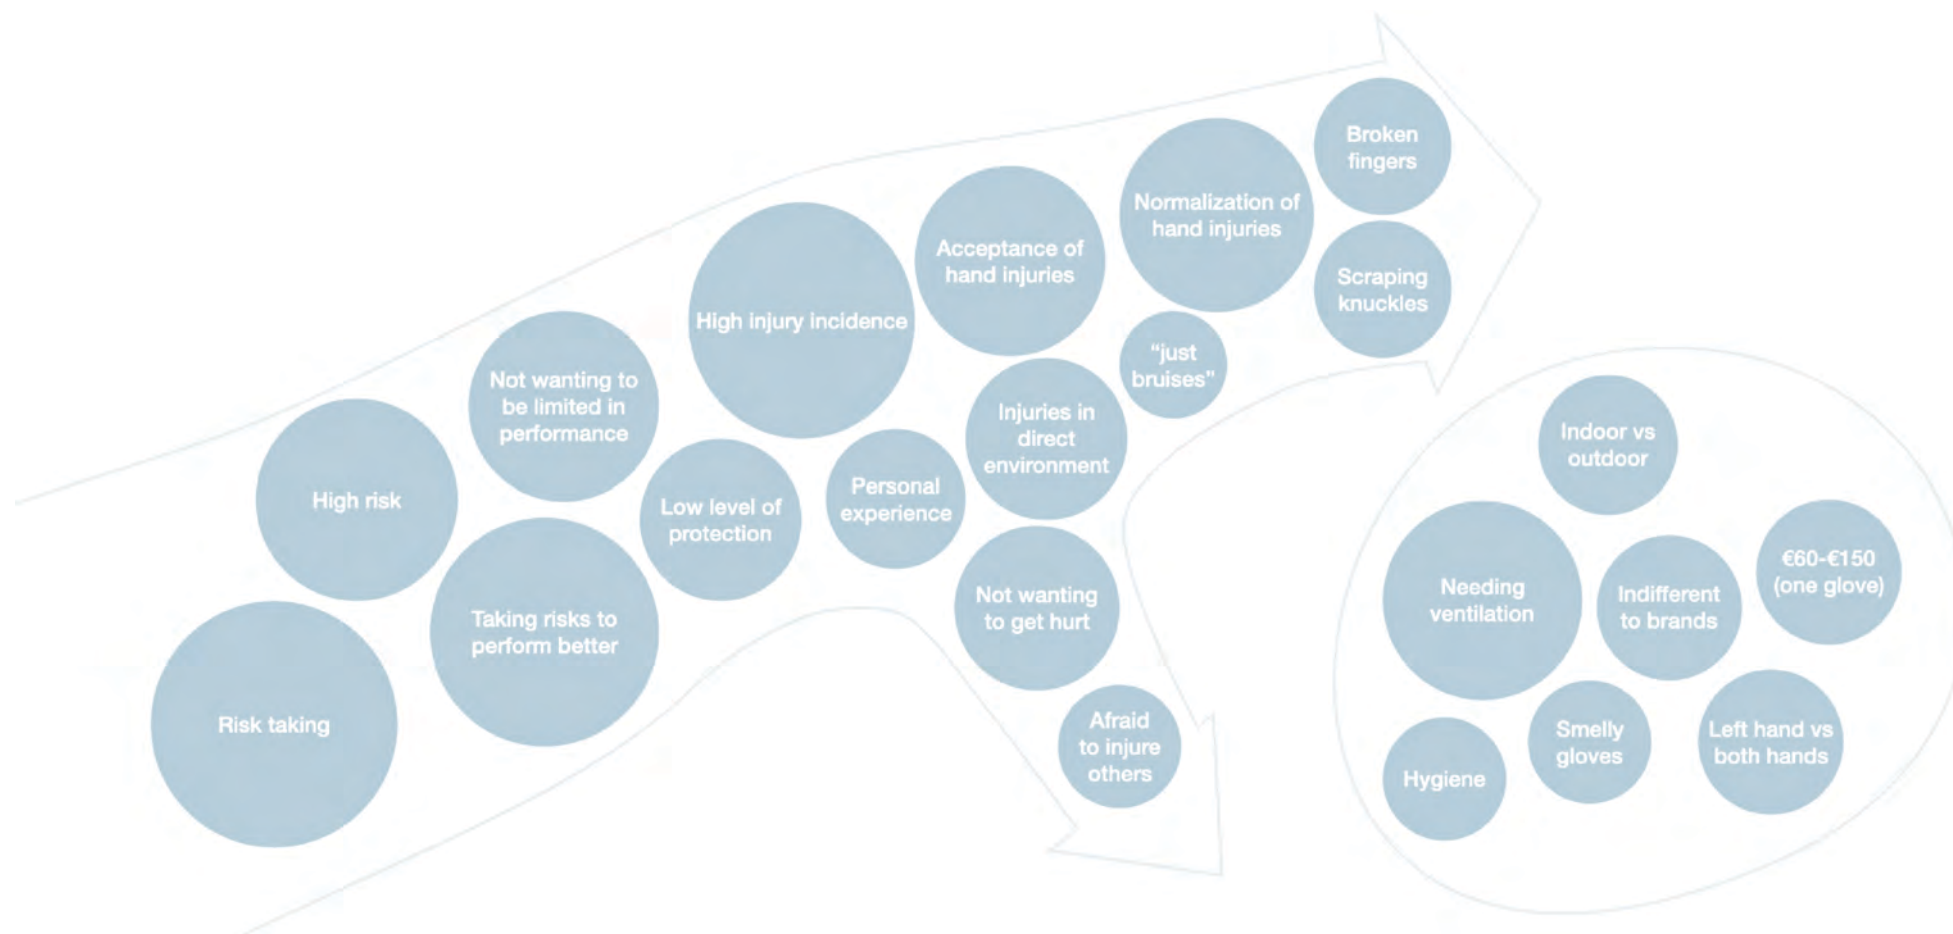 Broken
fingers
Normalization of
hand injuries
Acceptance of
hand injuries
Scraping
knuckles
High injury incidence
“just
bruises”
Not wanting to
be limited in
performance
Injuries in
direct
environment
High risk
Low level of
protection
Personal
experience
Taking risks to
perform better
Not wanting
to get hurt
Risk taking
Afraid
to injure
others
Indoor vs
outdoor
Needing
ventilation
Indifferent
to brands
€60-€150
(one glove)
Hygiene
Smelly
gloves
Left hand vs
both hands